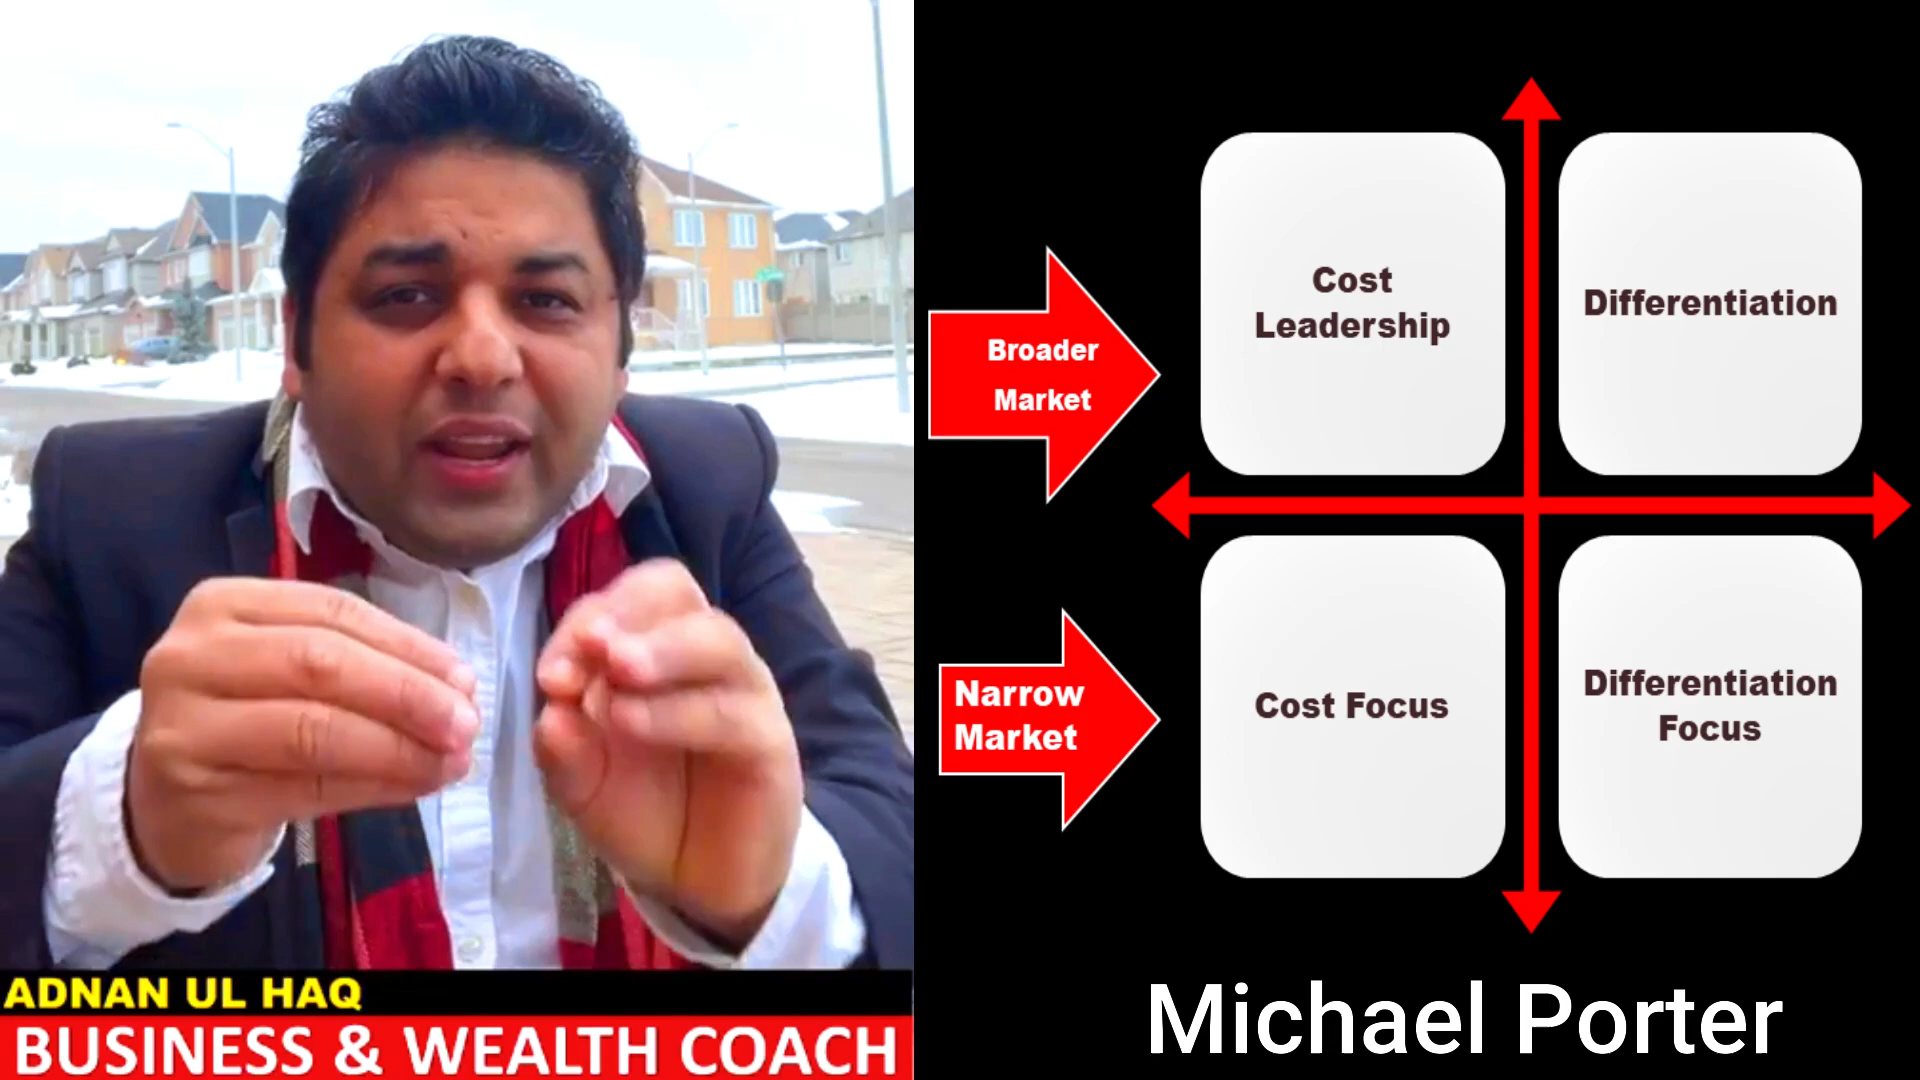 ADNAN UL HAQ
BUSINESS & WEALTH COACH
Broader
Market
Cost
Leadership
Differentiation
Narrow
Market
Cost Focus
Differentiation
Focus
Michael Porter